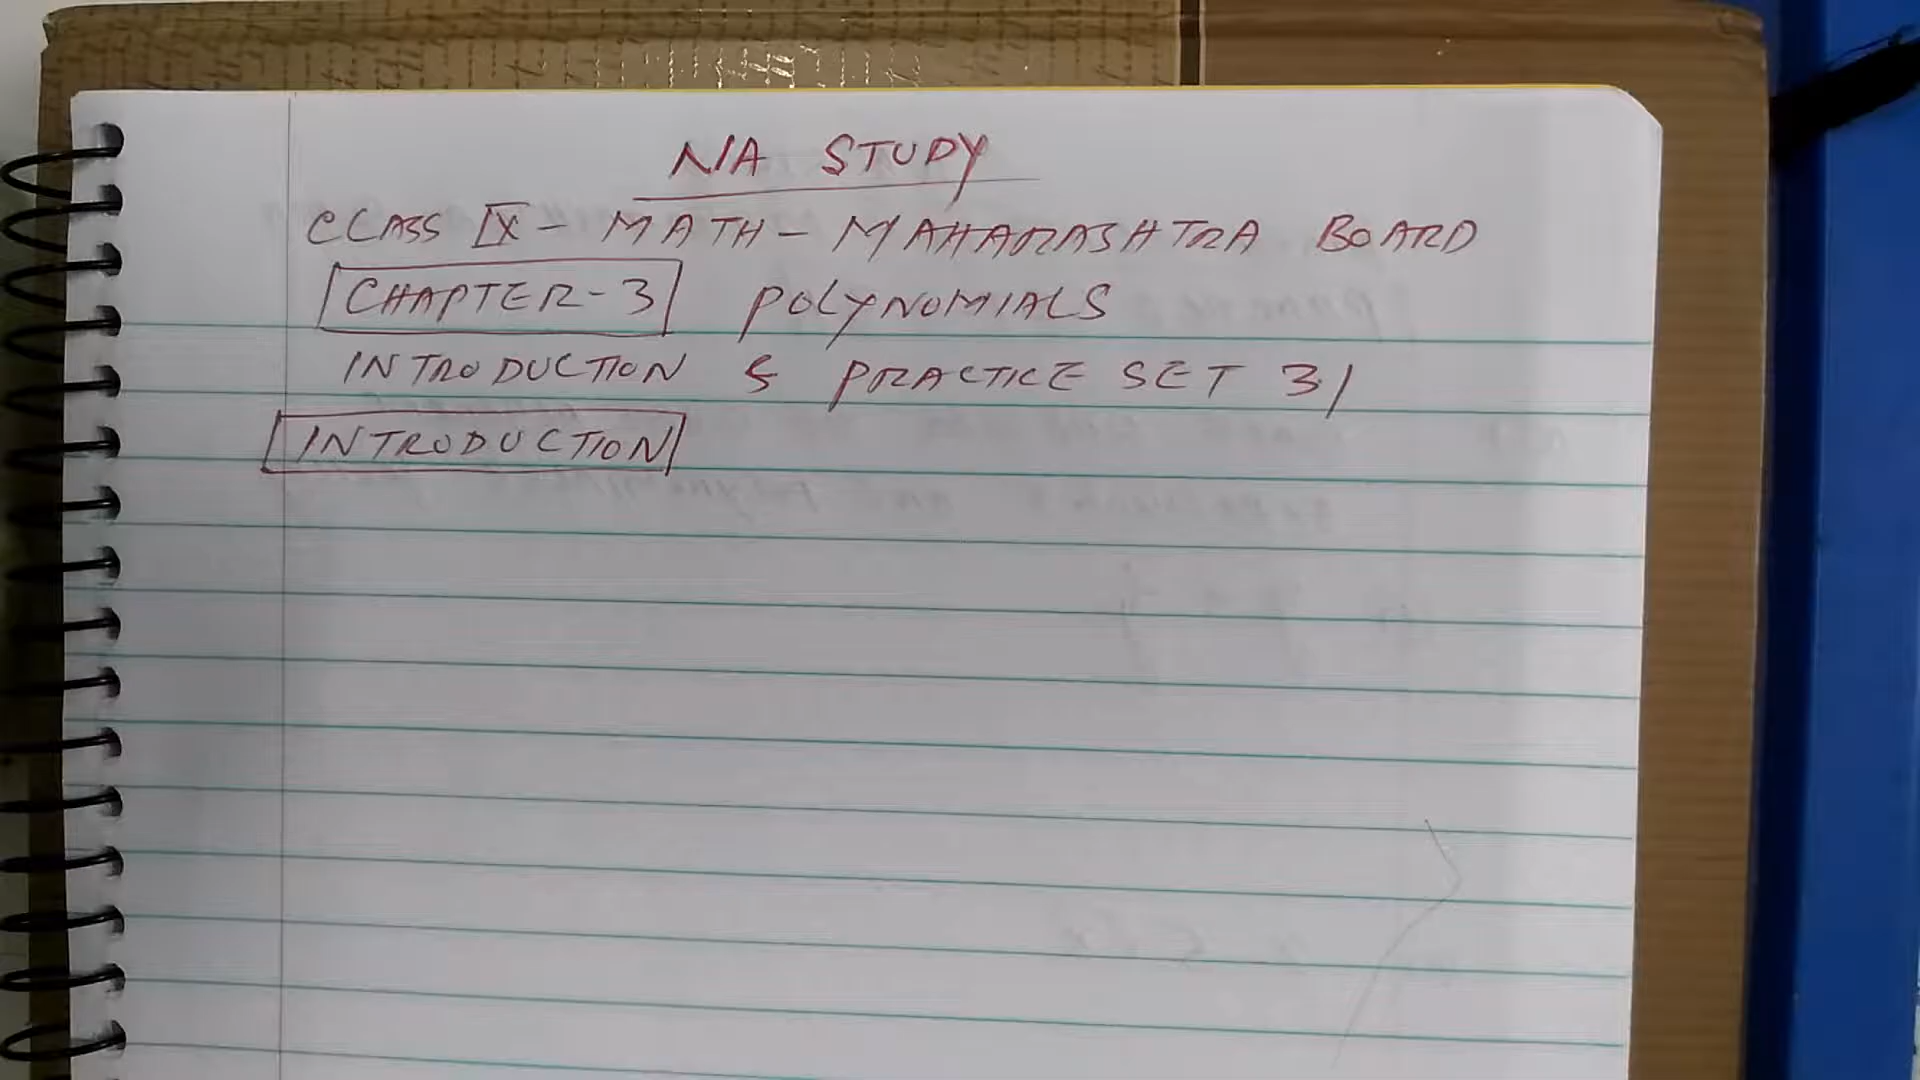 NA STUDY
CLASS IX - MATH - MAHARASHTRA BOARD
CHAPTER-3 POLYNOMIALS
INTRODUCTION & PRACTICE SET 3.1
INTRODUCTION